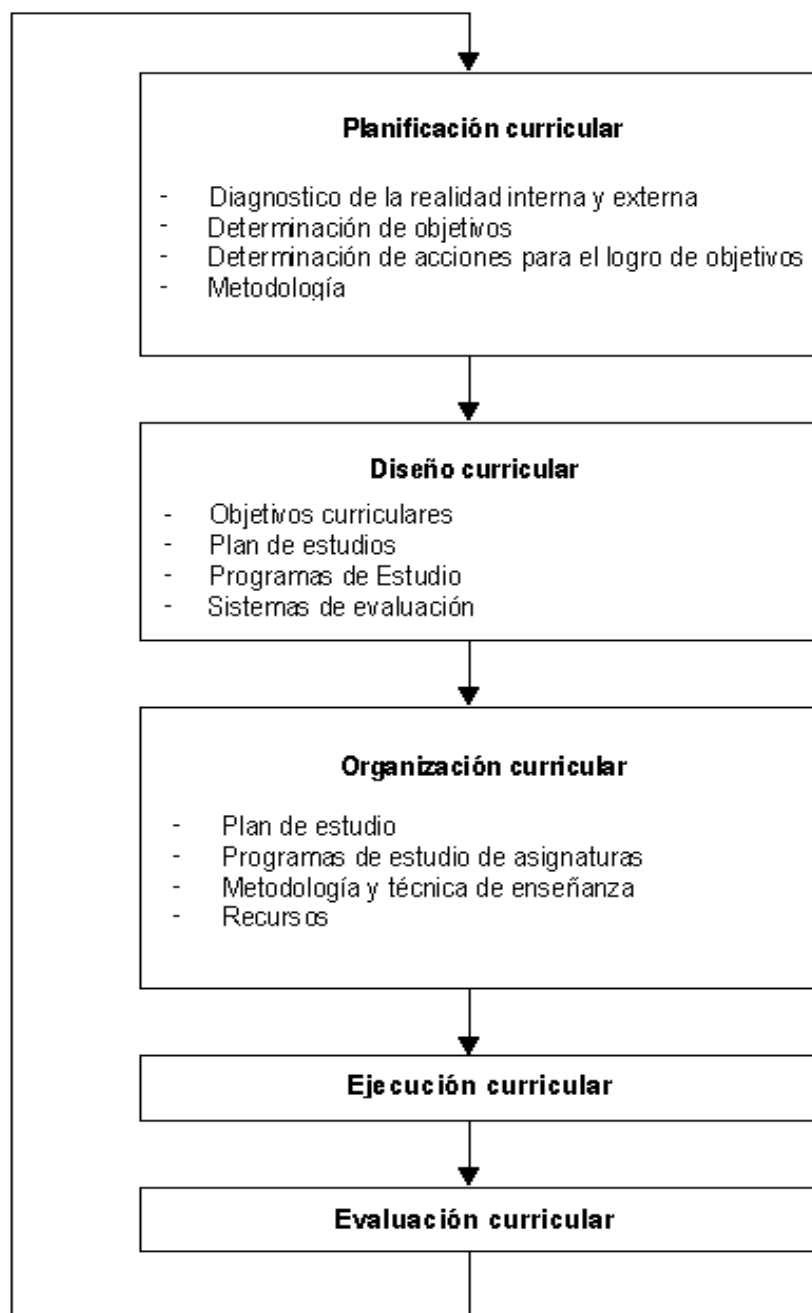 Planificación curricular
- Diagnostico de la realidad interna y externa
- Determinación de objetivos
- Determinación de acciones para el logro de objetivos
- Metodología
Diseño curricular
- Objetivos curriculares
- Plan de estudios
- Programas de Estudio
- Sistemas de evaluación
Organización curricular
- Plan de estudio
- Programas de estudio de asignaturas
- Metodología y técnica de enseñanza
- Recursos
Ejecución curricular
Evaluación curricular